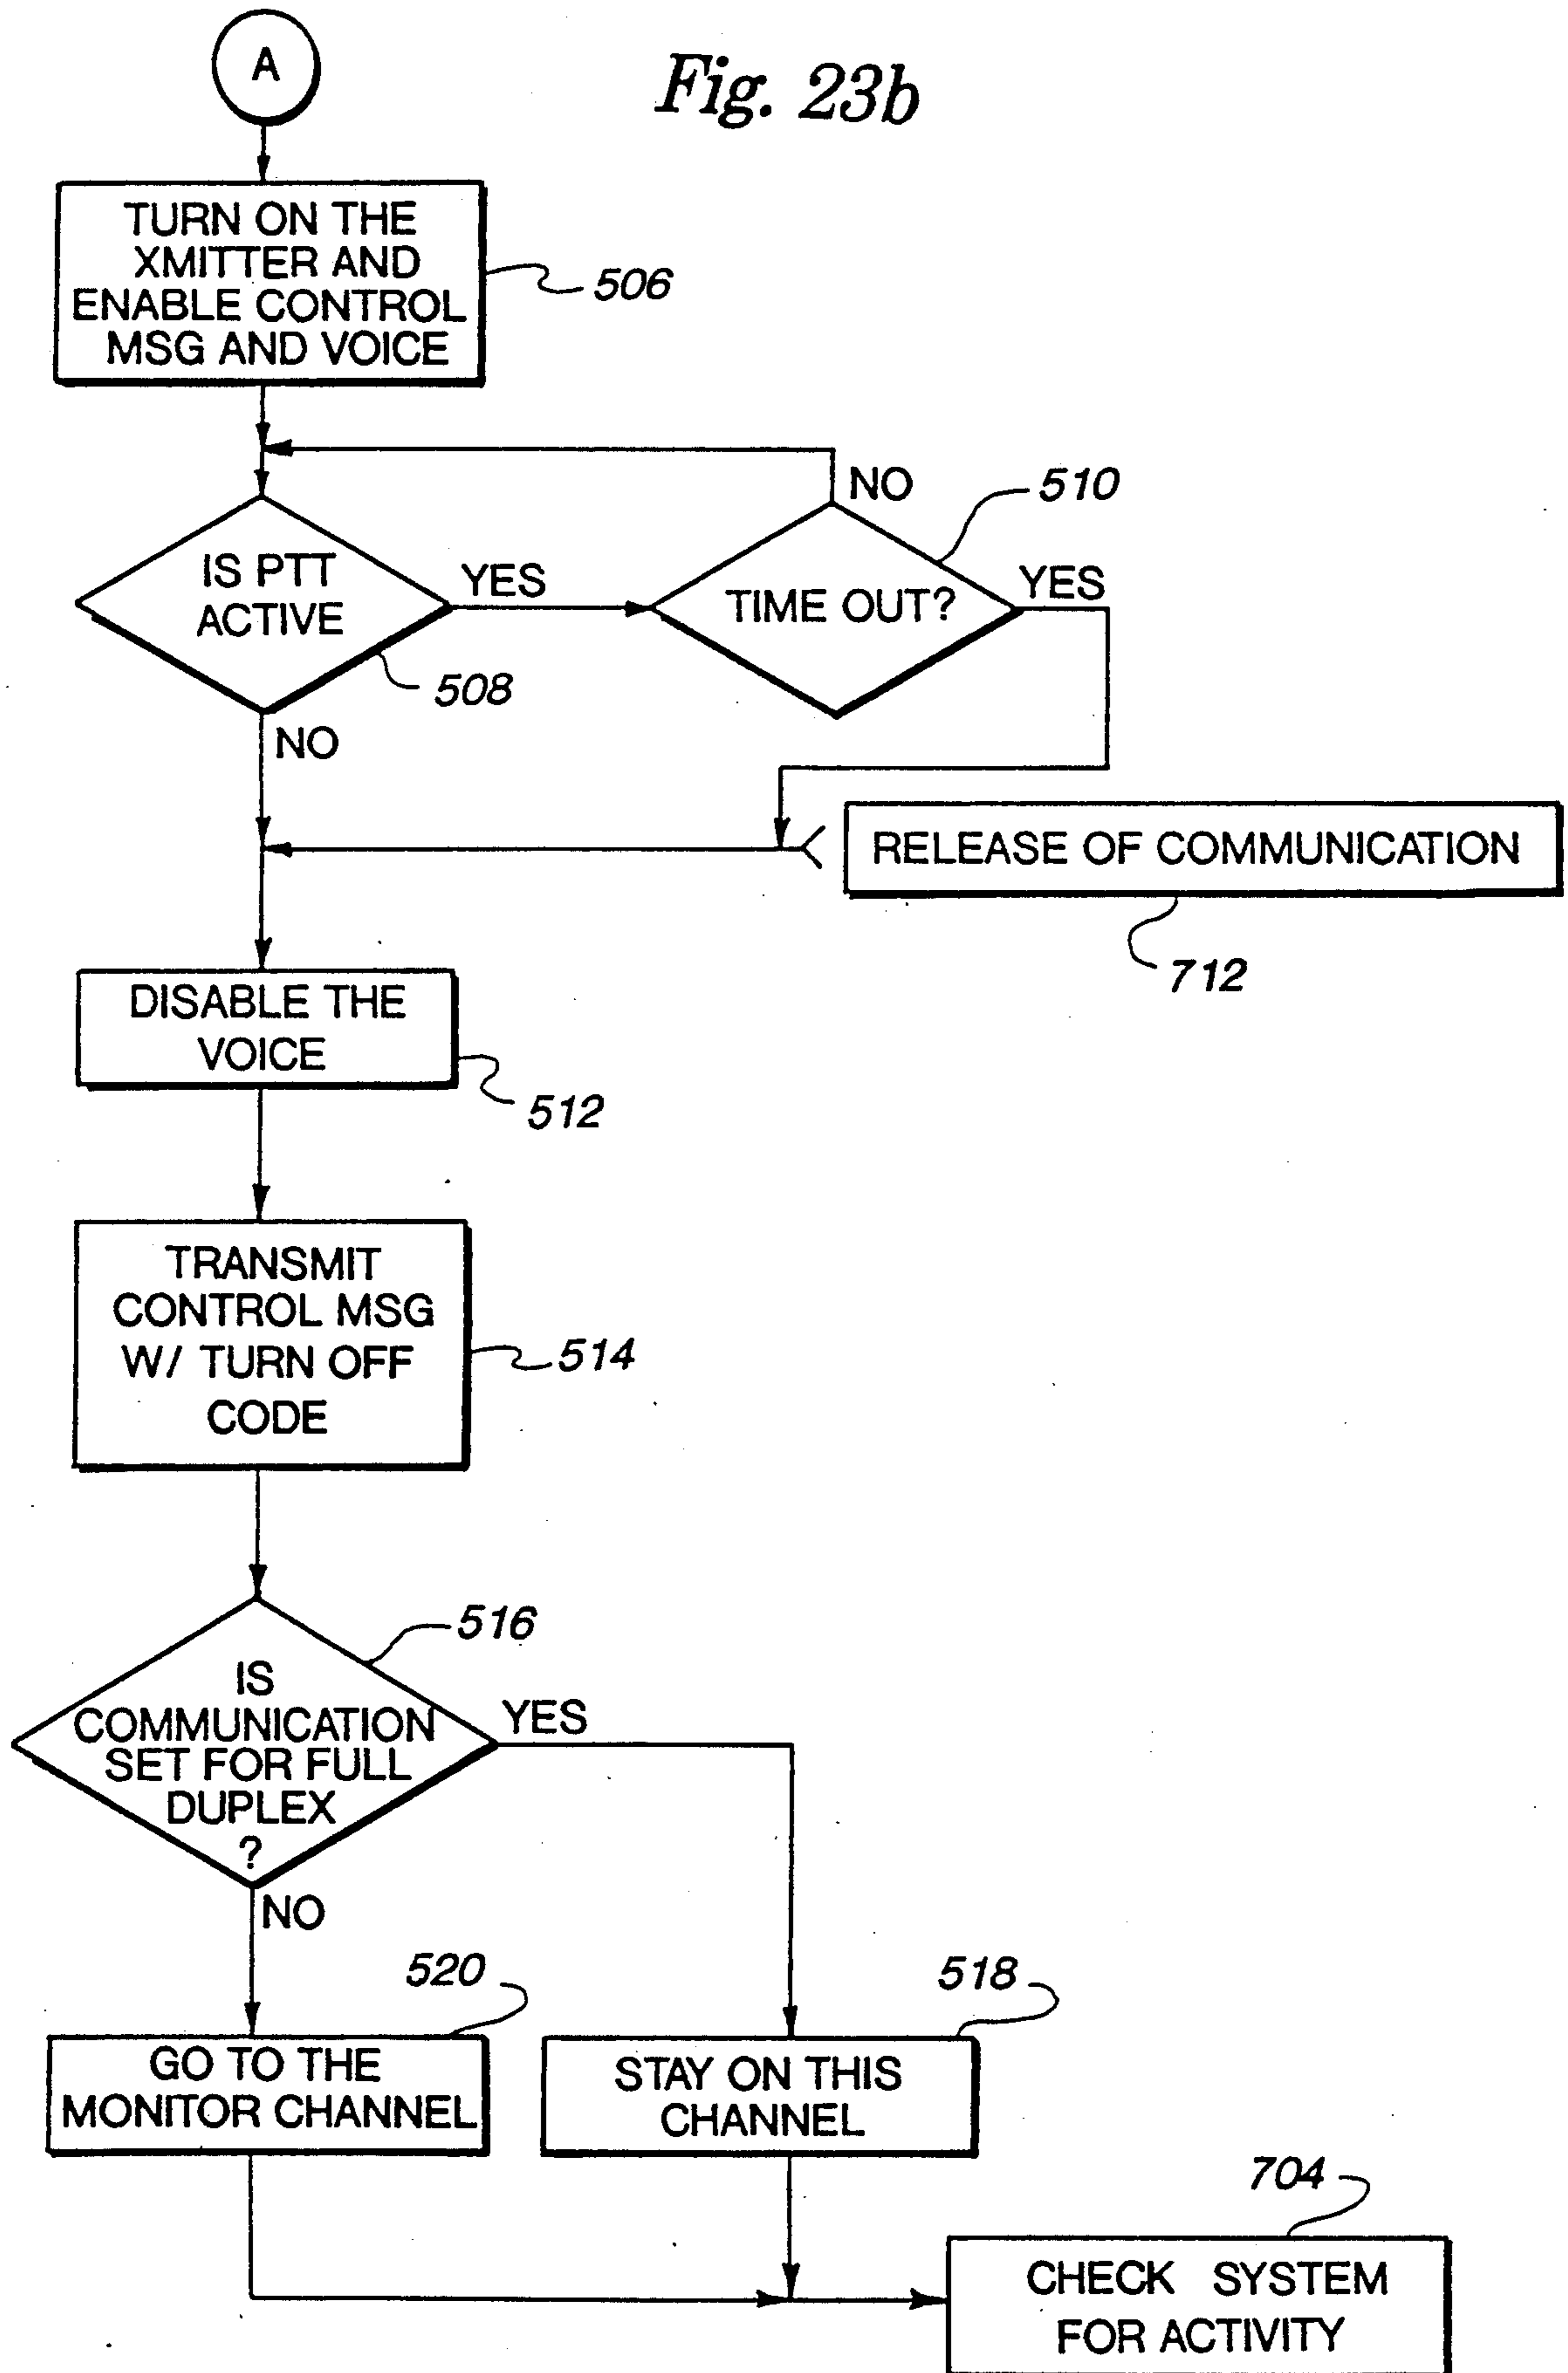 A
Fig. 23b
TURN ON THE
XMITTER AND
ENABLE CONTROL
MSG AND VOICE
506
NO
510
IS PTT
ACTIVE
YES
TIME OUT?
YES
508
NO
RELEASE OF COMMUNICATION
712
DISABLE THE
VOICE
512
TRANSMIT
CONTROL MSG
W/ TURN OFF
CODE
514
516
IS
COMMUNICATION
SET FOR FULL
DUPLEX
?
YES
NO
520
518
GO TO THE
MONITOR CHANNEL
STAY ON THIS
CHANNEL
704
CHECK SYSTEM
FOR ACTIVITY